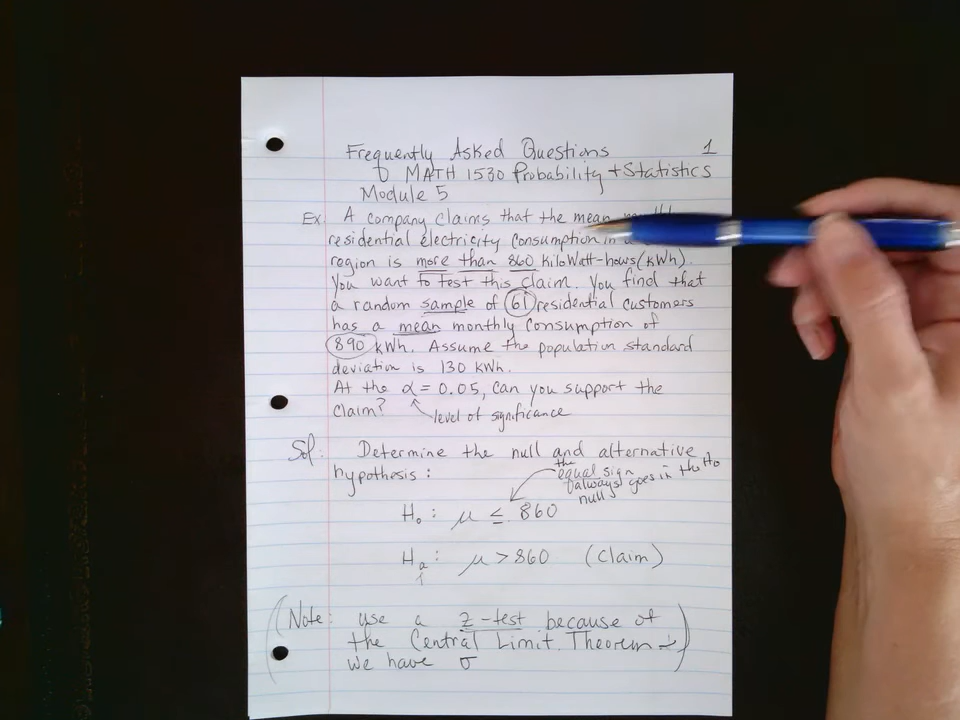 Frequently Asked Questions 1
MATH 1530 Probability + Statistics
Module 5
Ex: A company claims that the mean
residential electricity consumption in a
region is more than 860 kiloWatt-hours (kWh).
You want to test this claim. You find that
a random sample of 61 residential customers
has a mean monthly consumption of
890 kWh. Assume the population standard
deviation is 130 kWh.
At the α = 0.05, can you support the
claim? level of significance
Sol: Determine the null and alternative
hypothesis:
the
equal sign
always goes in the H₀
null
H₀: μ ≤ 860
Hₐ: μ > 860 (claim)
(Note: use a z-test because of
the Central Limit Theorem +
we have σ)